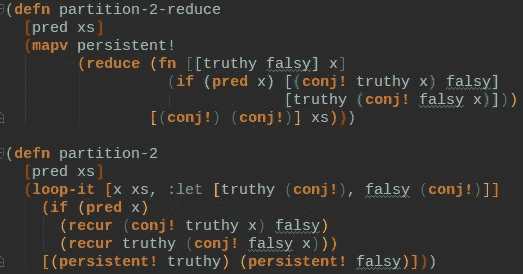 (defn partition-2-reduce
  [pred xs]
  (mapv persistent!
        (reduce (fn [[truthy falsy] x]
                  (if (pred x) [(conj! truthy x) falsy]
                               [truthy (conj! falsy x)]))
                [(conj!) (conj!)] xs)))
(defn partition-2
  [pred xs]
  (loop-it [x xs, :let [truthy (conj!), falsy (conj!)]]
    (if (pred x)
      (recur (conj! truthy x) falsy)
      (recur truthy (conj! falsy x)))
    [(persistent! truthy) (persistent! falsy)]))